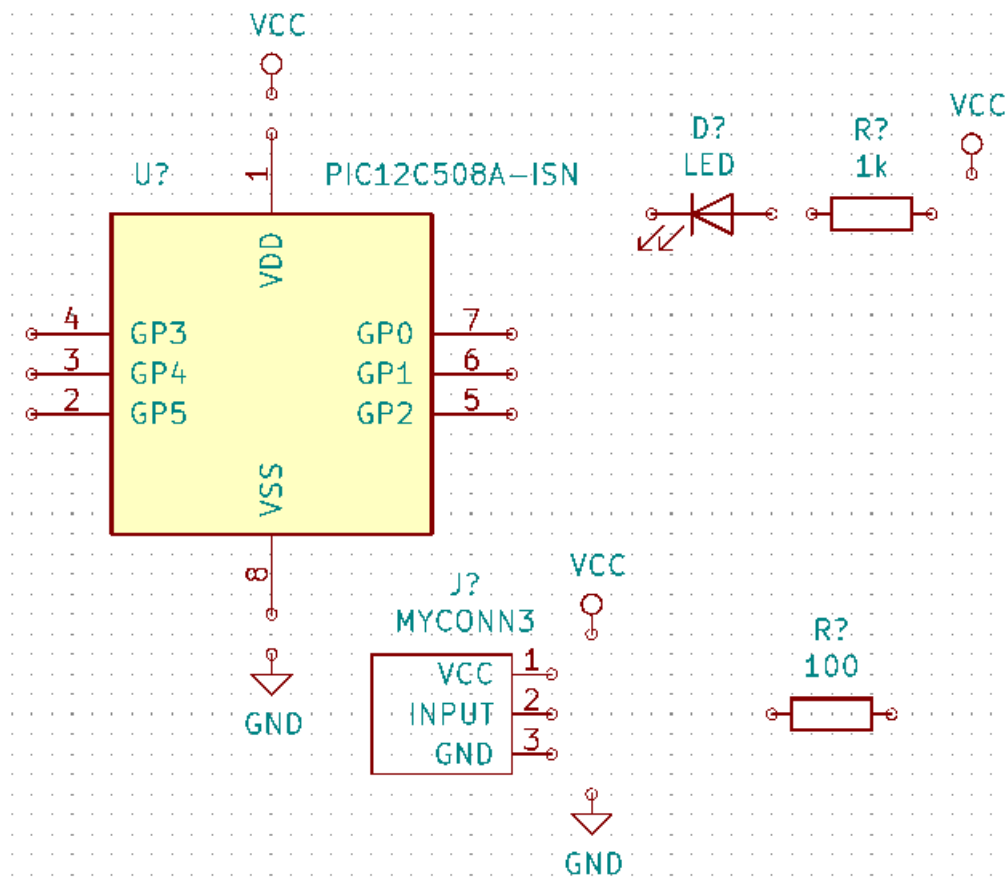 VCC
VCC
D?
LED
R?
1k
U?
1
PIC12C508A-ISN
VDD
4
GP3
GP0
7
3
GP4
GP1
6
2
GP5
GP2
5
VSS
8
GND
J?
MYCONN3
VCC
1
INPUT
2
GND
3
VCC
GND
R?
100